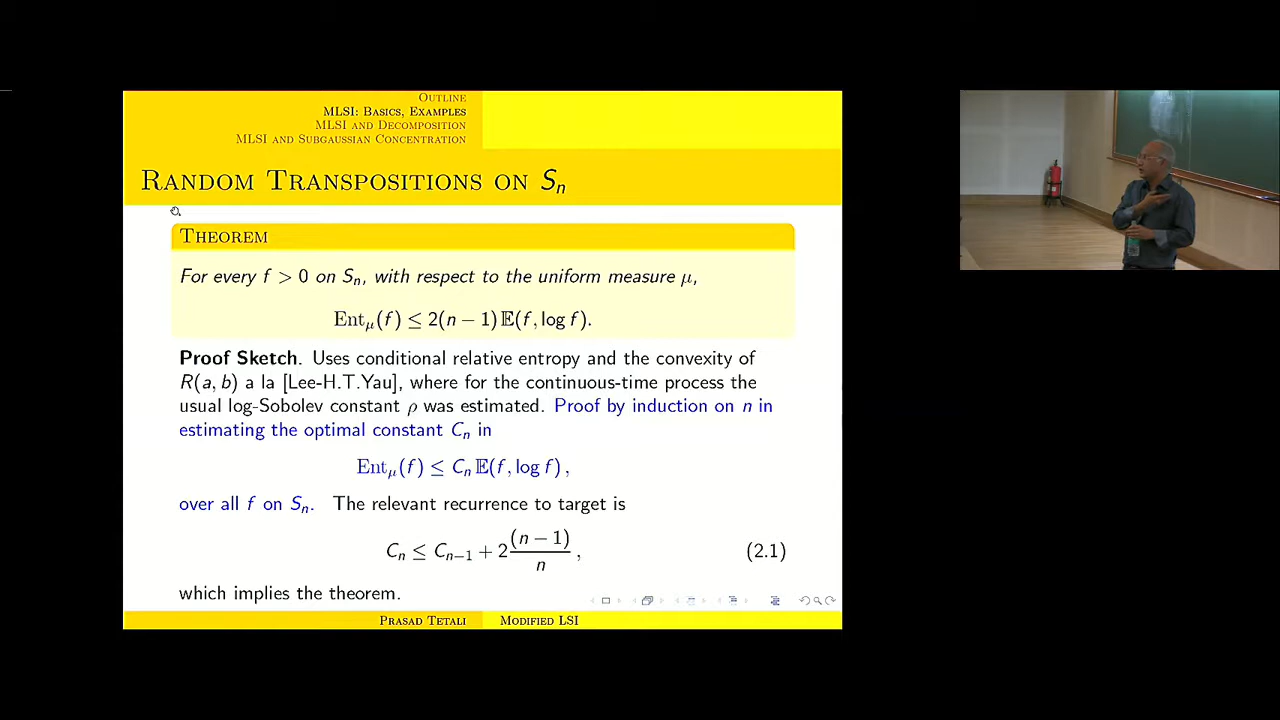 Outline
MLSI: Basics, Examples
MLSI and Decomposition
MLSI and Subgaussian Concentration
Random Transpositions on Sₙ
Theorem
For every f > 0 on Sₙ, with respect to the uniform measure μ,
Ent_μ(f) ≤ 2(n − 1) 𝔼(f, log f).
Proof Sketch. Uses conditional relative entropy and the convexity of
R(a, b) a la [Lee-H.T.Yau], where for the continuous-time process the
usual log-Sobolev constant ρ was estimated. Proof by induction on n in
estimating the optimal constant Cₙ in
Ent_μ(f) ≤ Cₙ 𝔼(f, log f) ,
over all f on Sₙ. The relevant recurrence to target is
Cₙ ≤ Cₙ₋₁ + 2 (n − 1)/n , (2.1)
which implies the theorem.
Prasad Tetali Modified LSI